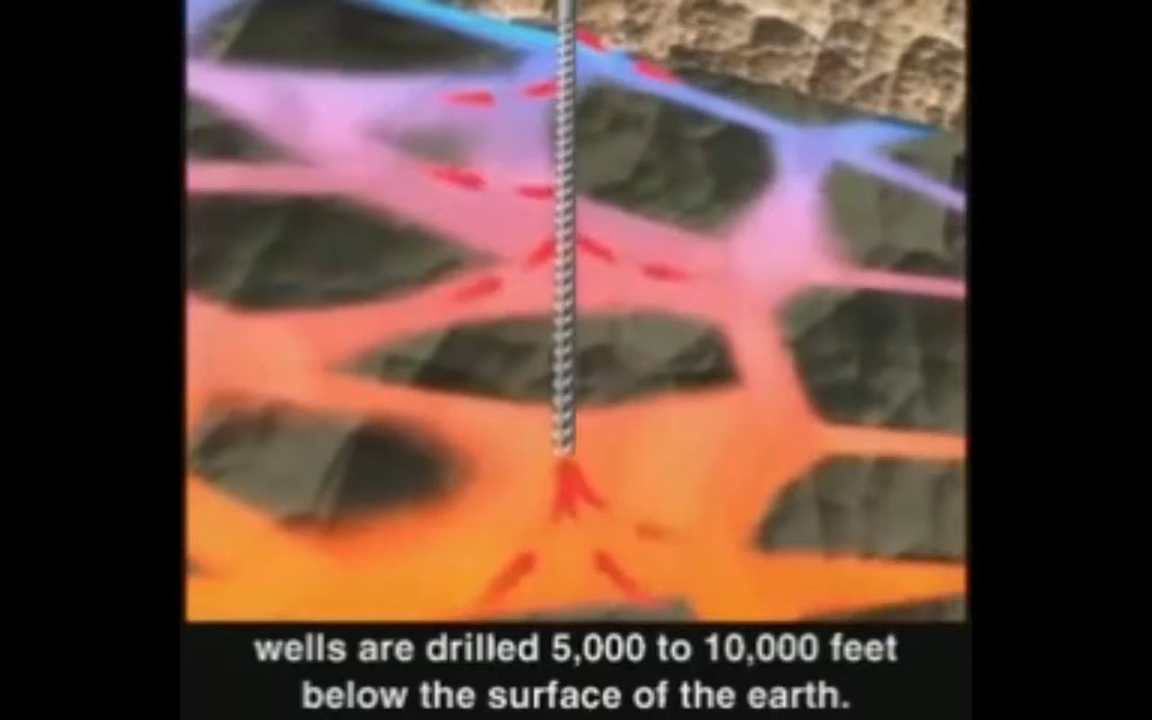 wells are drilled 5,000 to 10,000 feet
below the surface of the earth.